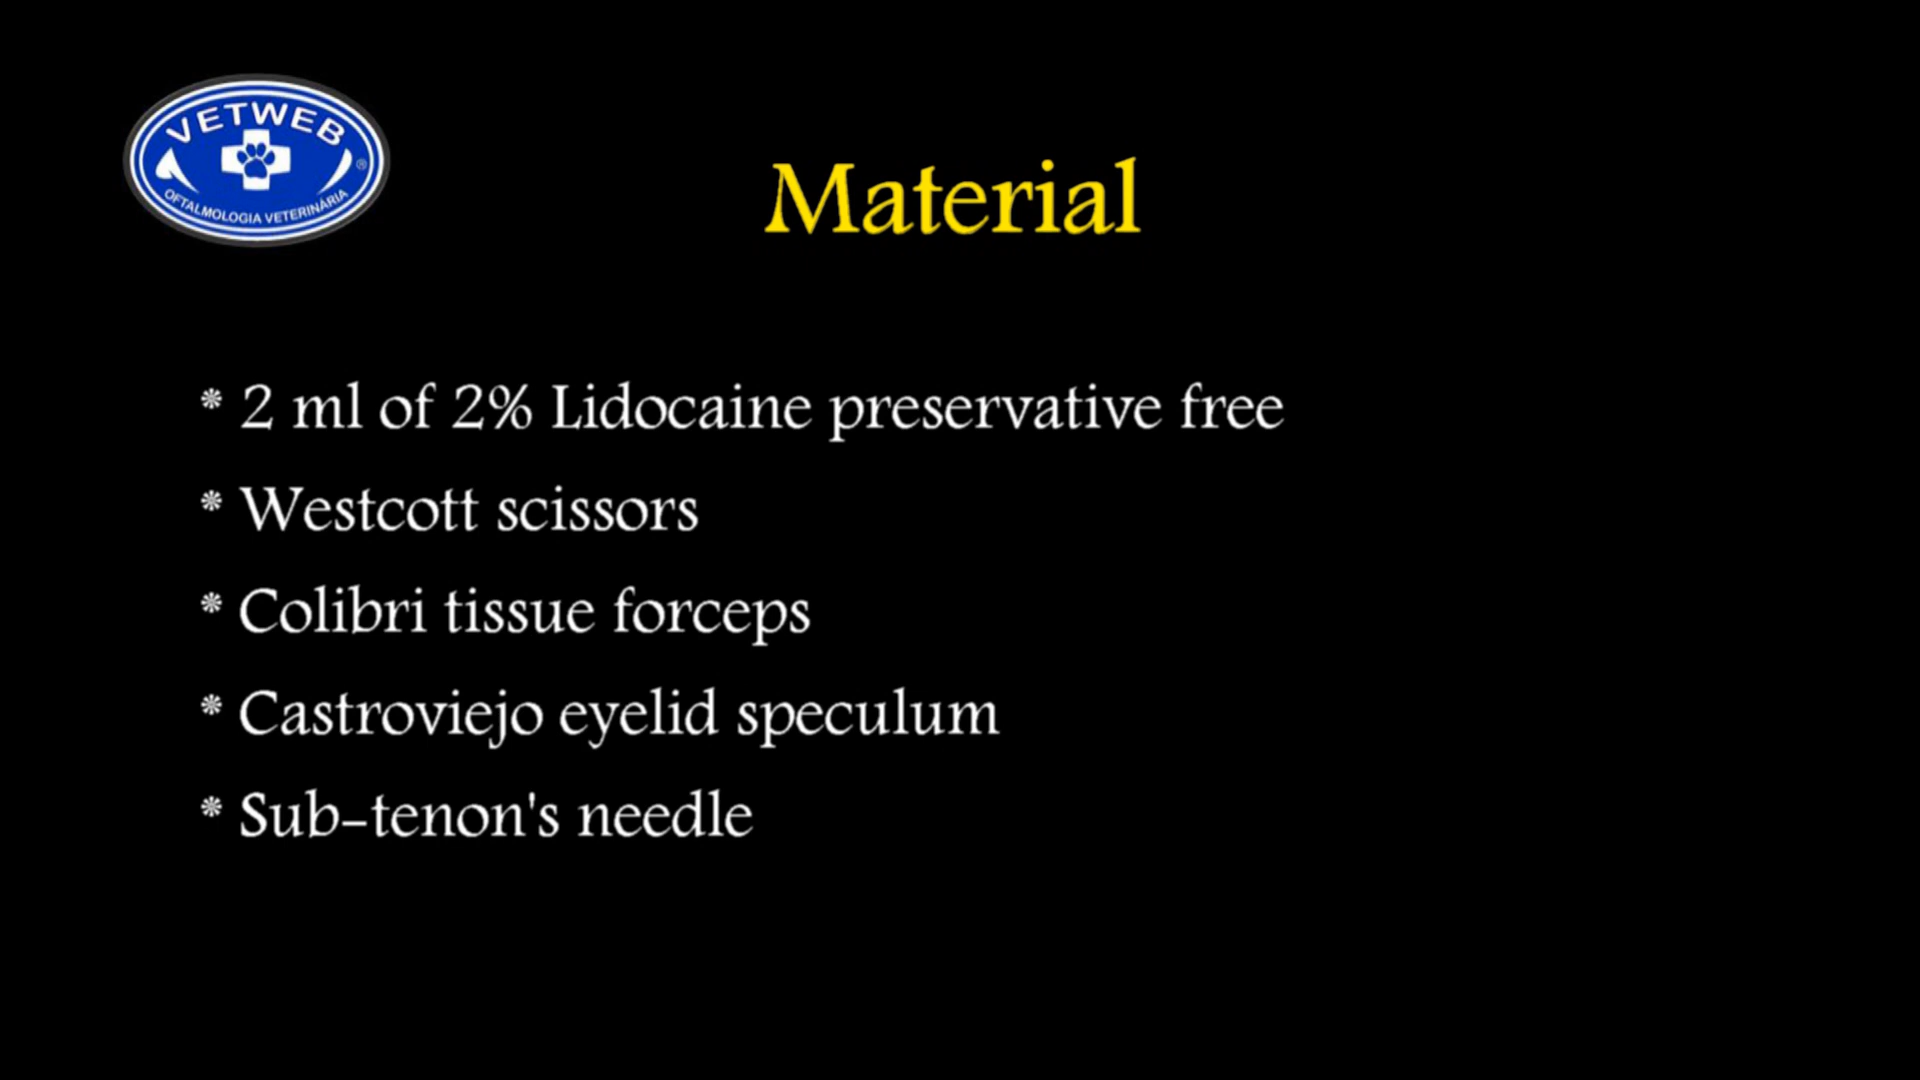 VETWEB
®
OFTALMOLOGIA VETERINÁRIA
Material
* 2 ml of 2% Lidocaine preservative free
* Westcott scissors
* Colibri tissue forceps
* Castroviejo eyelid speculum
* Sub-tenon's needle